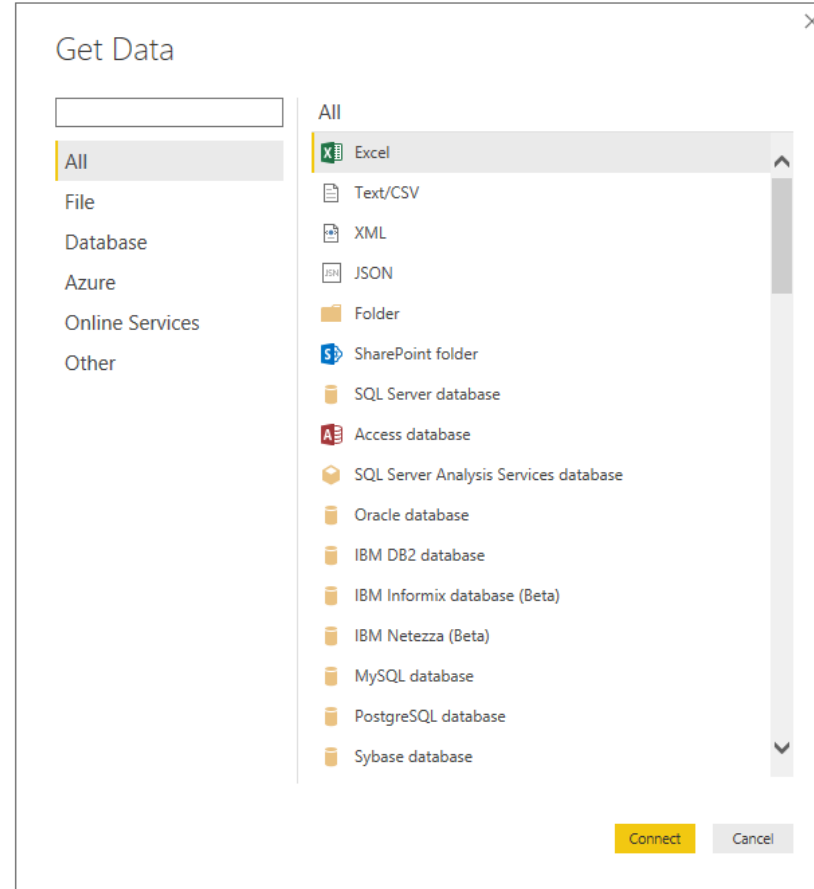 Get Data
All
File
Database
Azure
Online Services
Other
All
Excel
Text/CSV
XML
JSON
Folder
SharePoint folder
SQL Server database
Access database
SQL Server Analysis Services database
Oracle database
IBM DB2 database
IBM Informix database (Beta)
IBM Netezza (Beta)
MySQL database
PostgreSQL database
Sybase database
Connect
Cancel